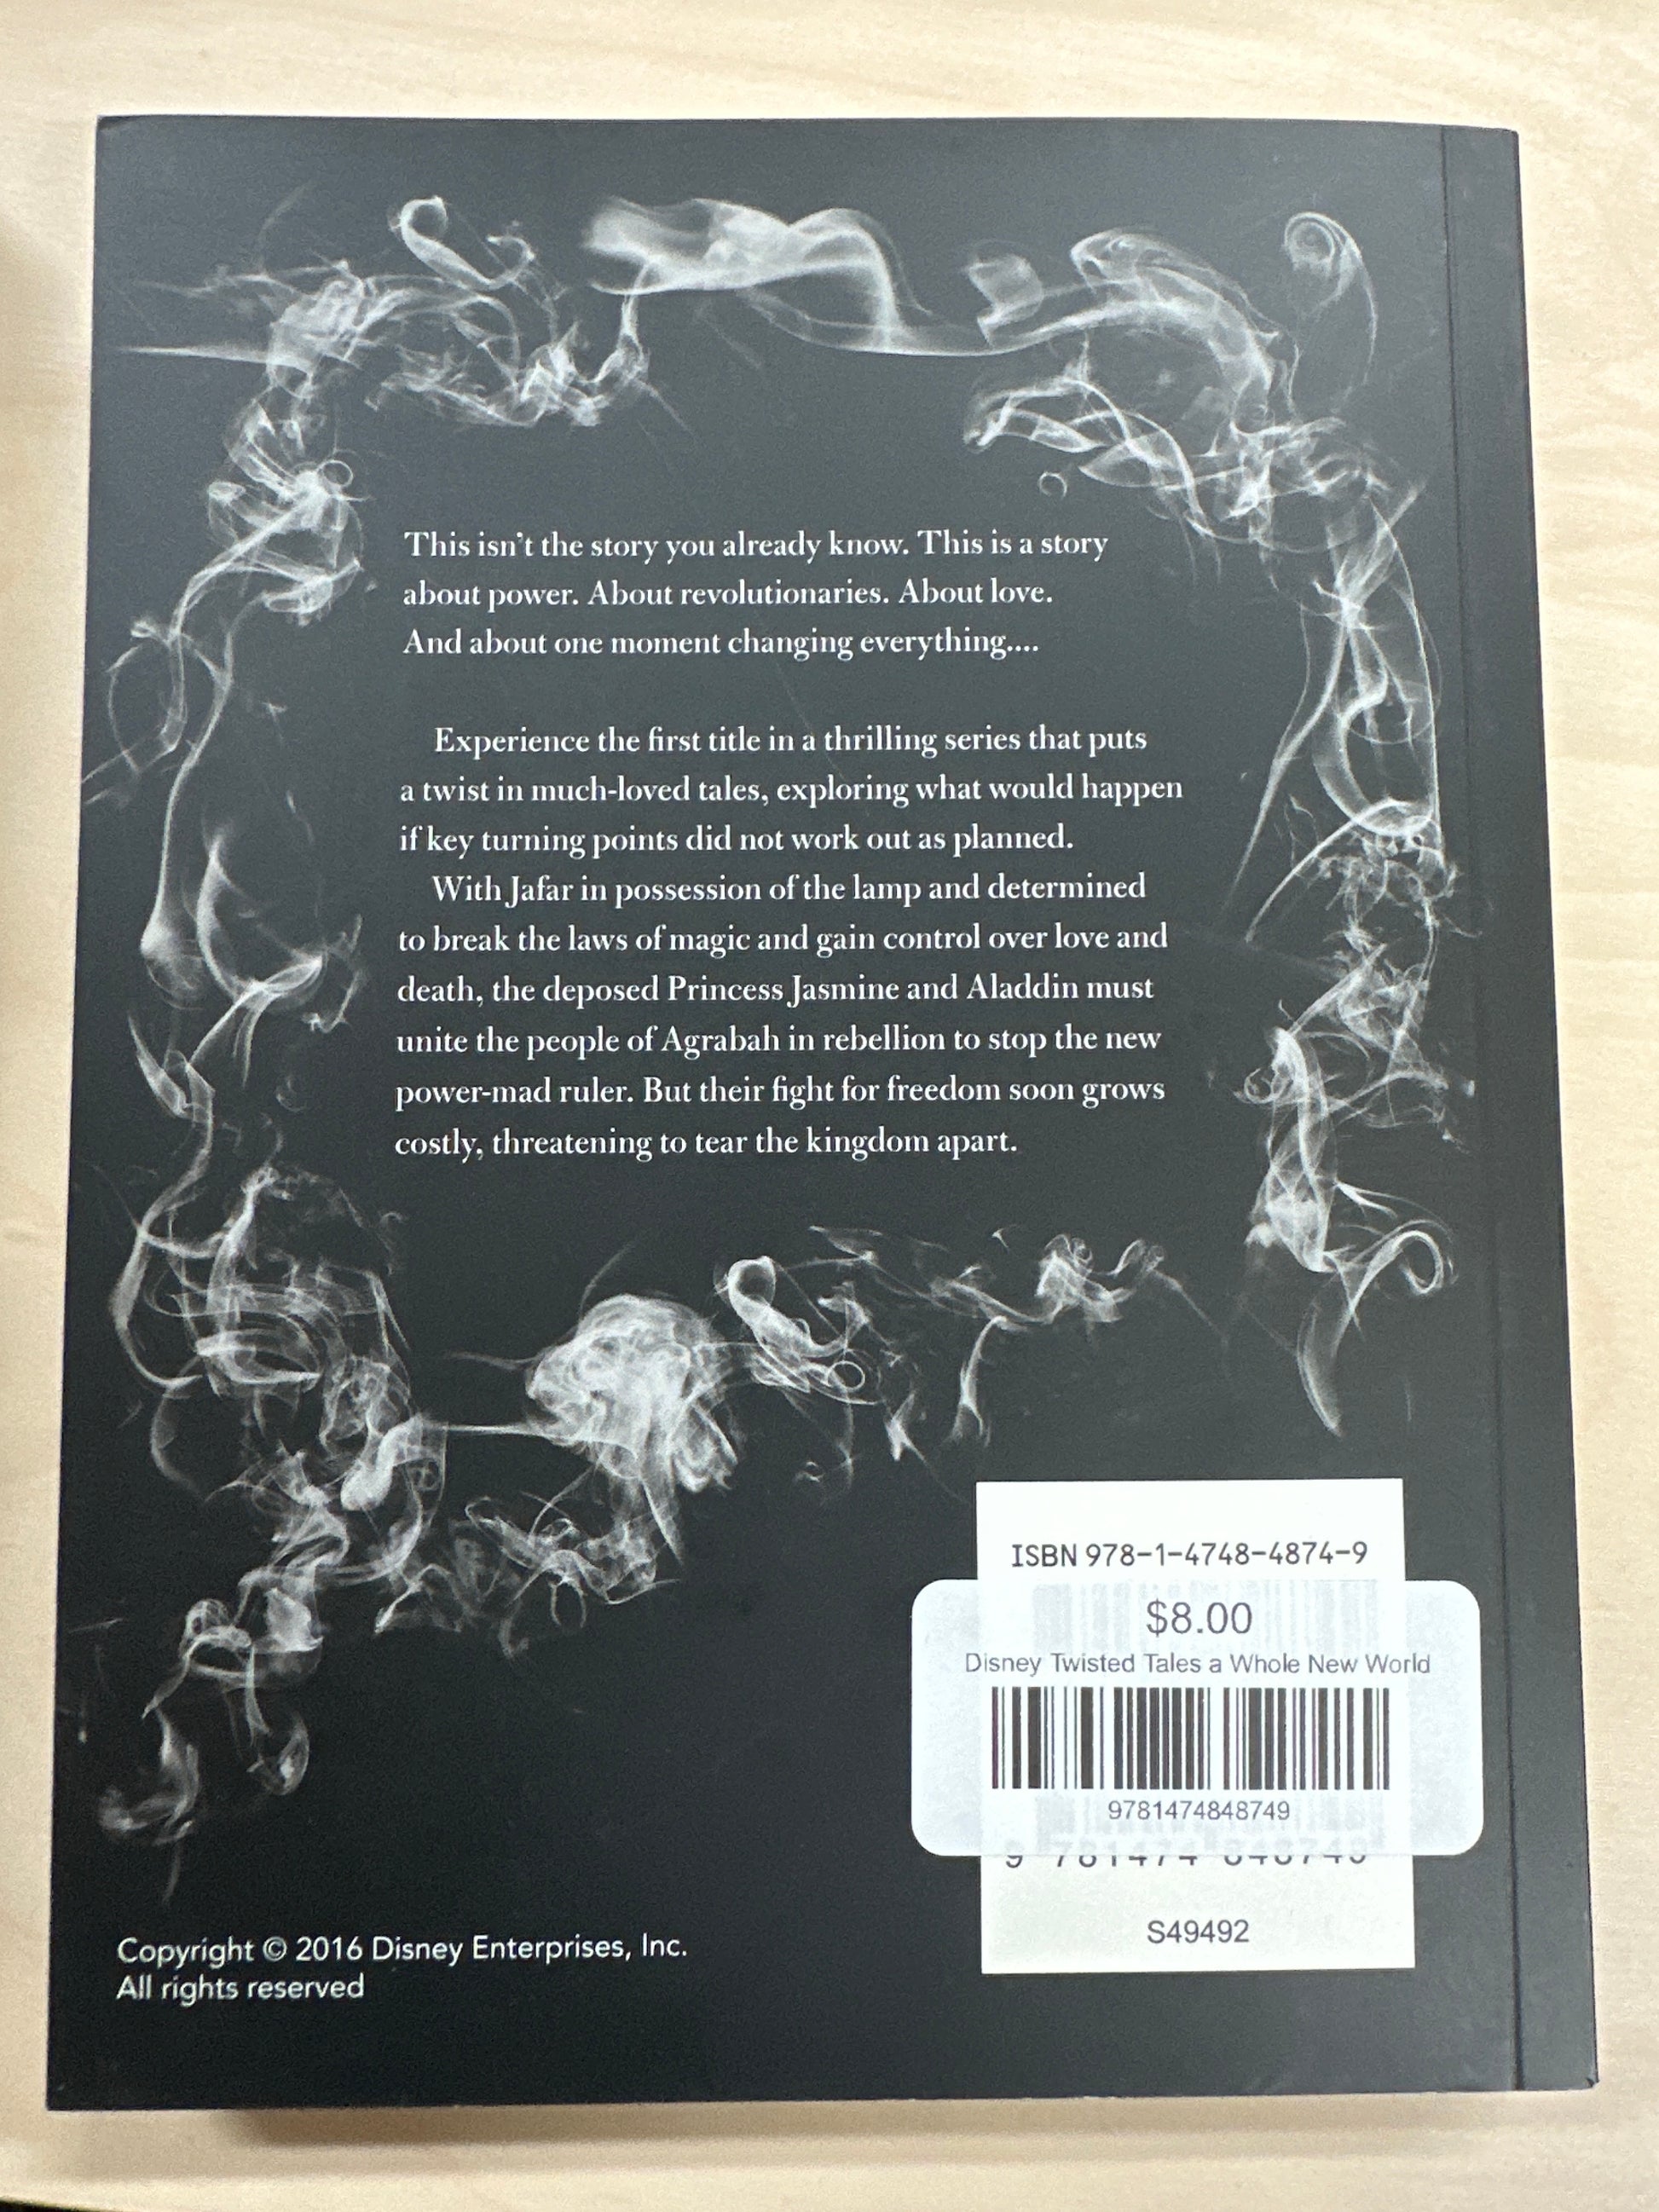 This isn't the story you already know. This is a story
about power. About revolutionaries. About love.
And about one moment changing everything....
Experience the first title in a thrilling series that puts
a twist in much-loved tales, exploring what would happen
if key turning points did not work out as planned.
With Jafar in possession of the lamp and determined
to break the laws of magic and gain control over love and
death, the deposed Princess Jasmine and Aladdin must
unite the people of Agrabah in rebellion to stop the new
power-mad ruler. But their fight for freedom soon grows
costly, threatening to tear the kingdom apart.
ISBN 978-1-4748-4874-9
$8.00
Disney Twisted Tales a Whole New World
9781474848749
9 781474 848749
S49492
Copyright © 2016 Disney Enterprises, Inc.
All rights reserved